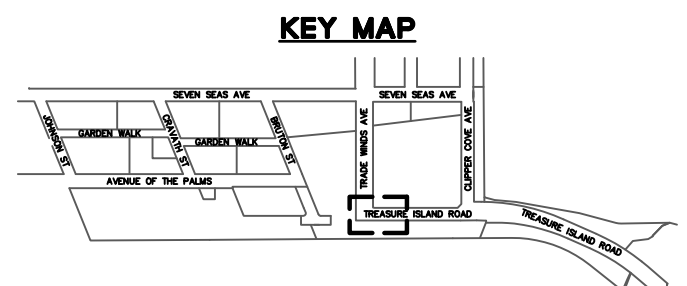 KEY MAP
SEVEN SEAS AVE
SEVEN SEAS AVE
JOHNSON ST
GARDEN WALK
CRAVATH ST
GARDEN WALK
BRUTON ST
TRADE WINDS AVE
CLIPPER COVE AVE
AVENUE OF THE PALMS
TREASURE ISLAND ROAD
TREASURE ISLAND ROAD